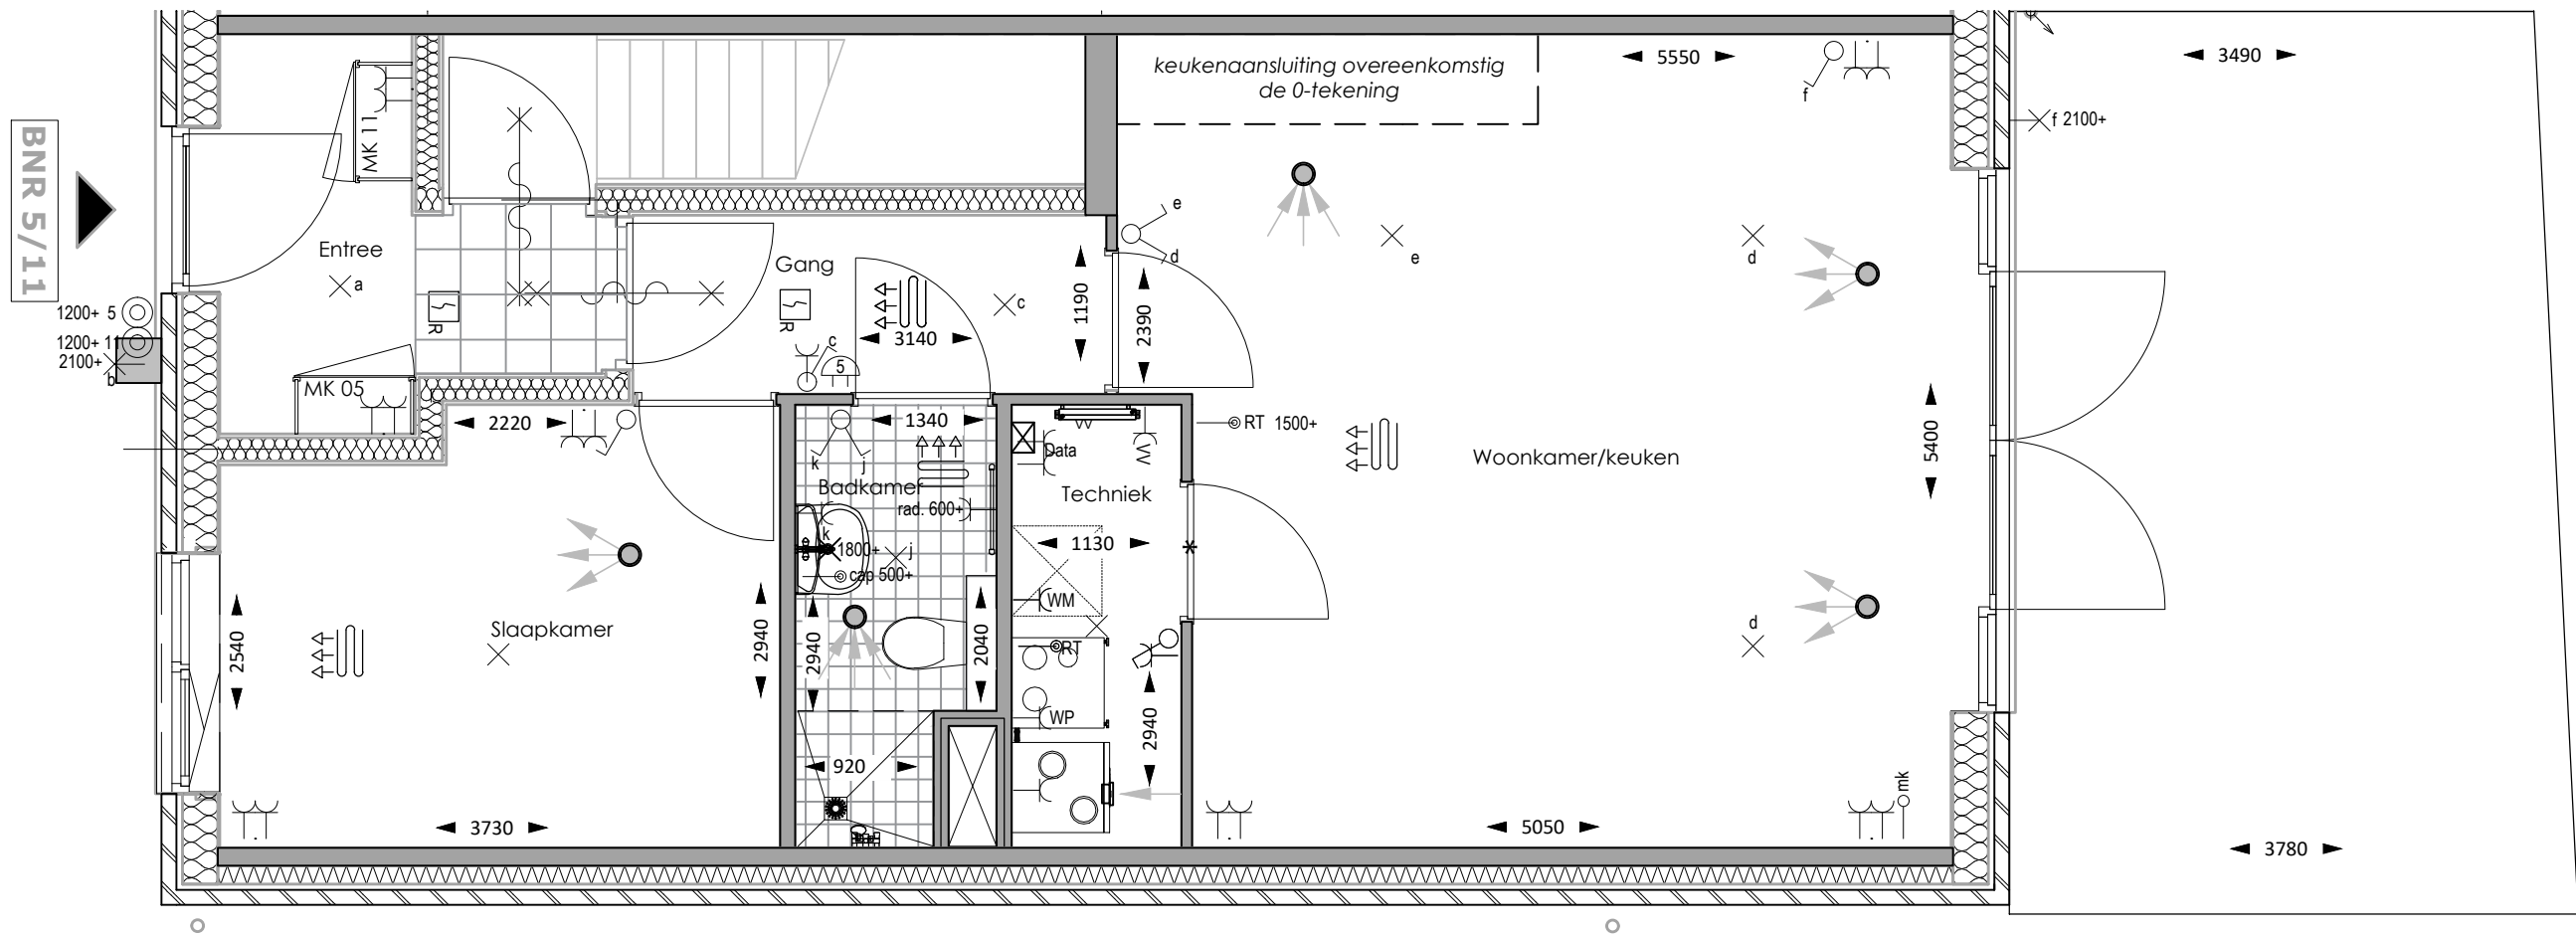 BNR 5/11
keukenaansluiting overeenkomstig
de 0-tekening
5550
3490
f
f 2100+
MK 11
Entree
a
Gang
R
R
c
3140
c
5
1190
2390
e
d
e
d
1200+ 5
1200+ 11
2100+
b
MK 05
2220
1340
k
j
Badkamer
rad. 600+
k
1800+
j
cap 500+
Data
VV
VV
Techniek
1130
WM
RT
WP
2940
RT 1500+
Woonkamer/keuken
5400
d
2540
Slaapkamer
2940
2940
2040
920
3730
5050
mk
3780